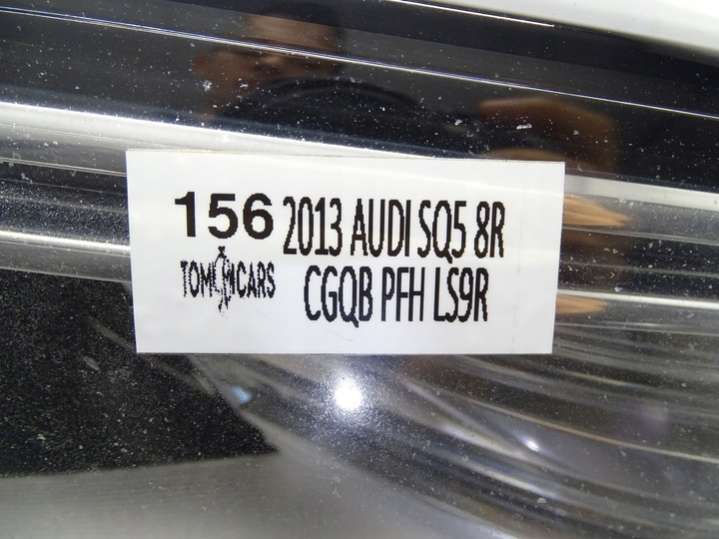 156 2013 AUDI SQ5 8R
CGQB PFH LS9R